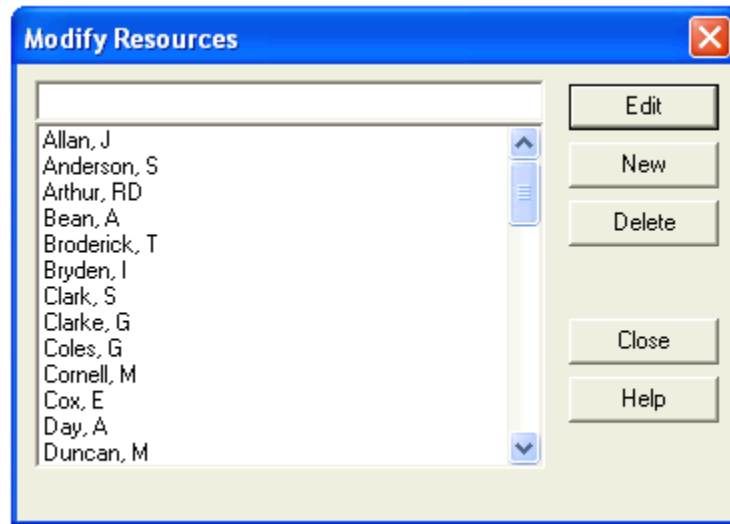 Modify Resources
Edit
New
Delete
Close
Help
Allan, J
Anderson, S
Arthur, RD
Bean, A
Broderick, T
Bryden, I
Clark, S
Clarke, G
Coles, G
Cornell, M
Cox, E
Day, A
Duncan, M